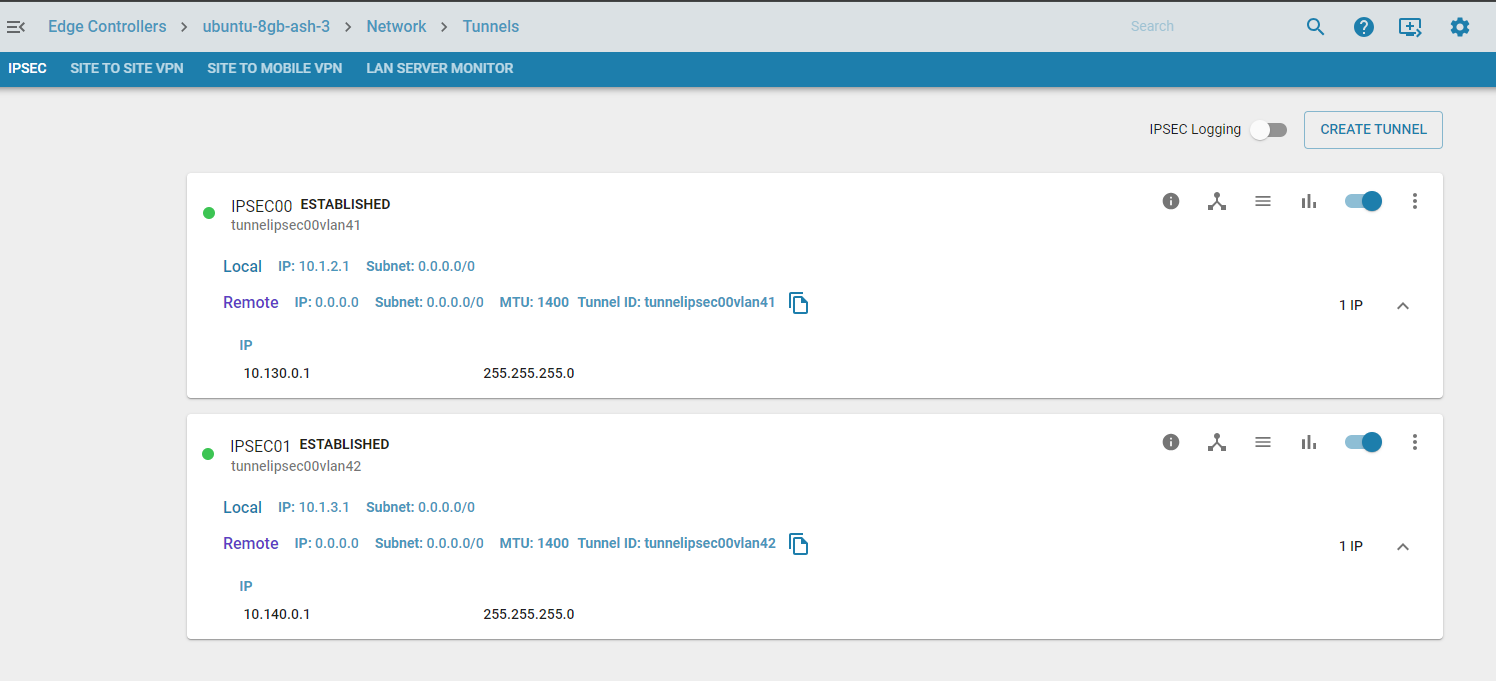 Edge Controllers > ubuntu-8gb-ash-3 > Network > Tunnels Search
IPSEC SITE TO SITE VPN SITE TO MOBILE VPN LAN SERVER MONITOR
IPSEC Logging CREATE TUNNEL
IPSEC00 ESTABLISHED
tunnelipsec00vlan41
Local IP: 10.1.2.1 Subnet: 0.0.0.0/0
Remote IP: 0.0.0.0 Subnet: 0.0.0.0/0 MTU: 1400 Tunnel ID: tunnelipsec00vlan41 1 IP
IP
10.130.0.1 255.255.255.0
IPSEC01 ESTABLISHED
tunnelipsec00vlan42
Local IP: 10.1.3.1 Subnet: 0.0.0.0/0
Remote IP: 0.0.0.0 Subnet: 0.0.0.0/0 MTU: 1400 Tunnel ID: tunnelipsec00vlan42 1 IP
IP
10.140.0.1 255.255.255.0